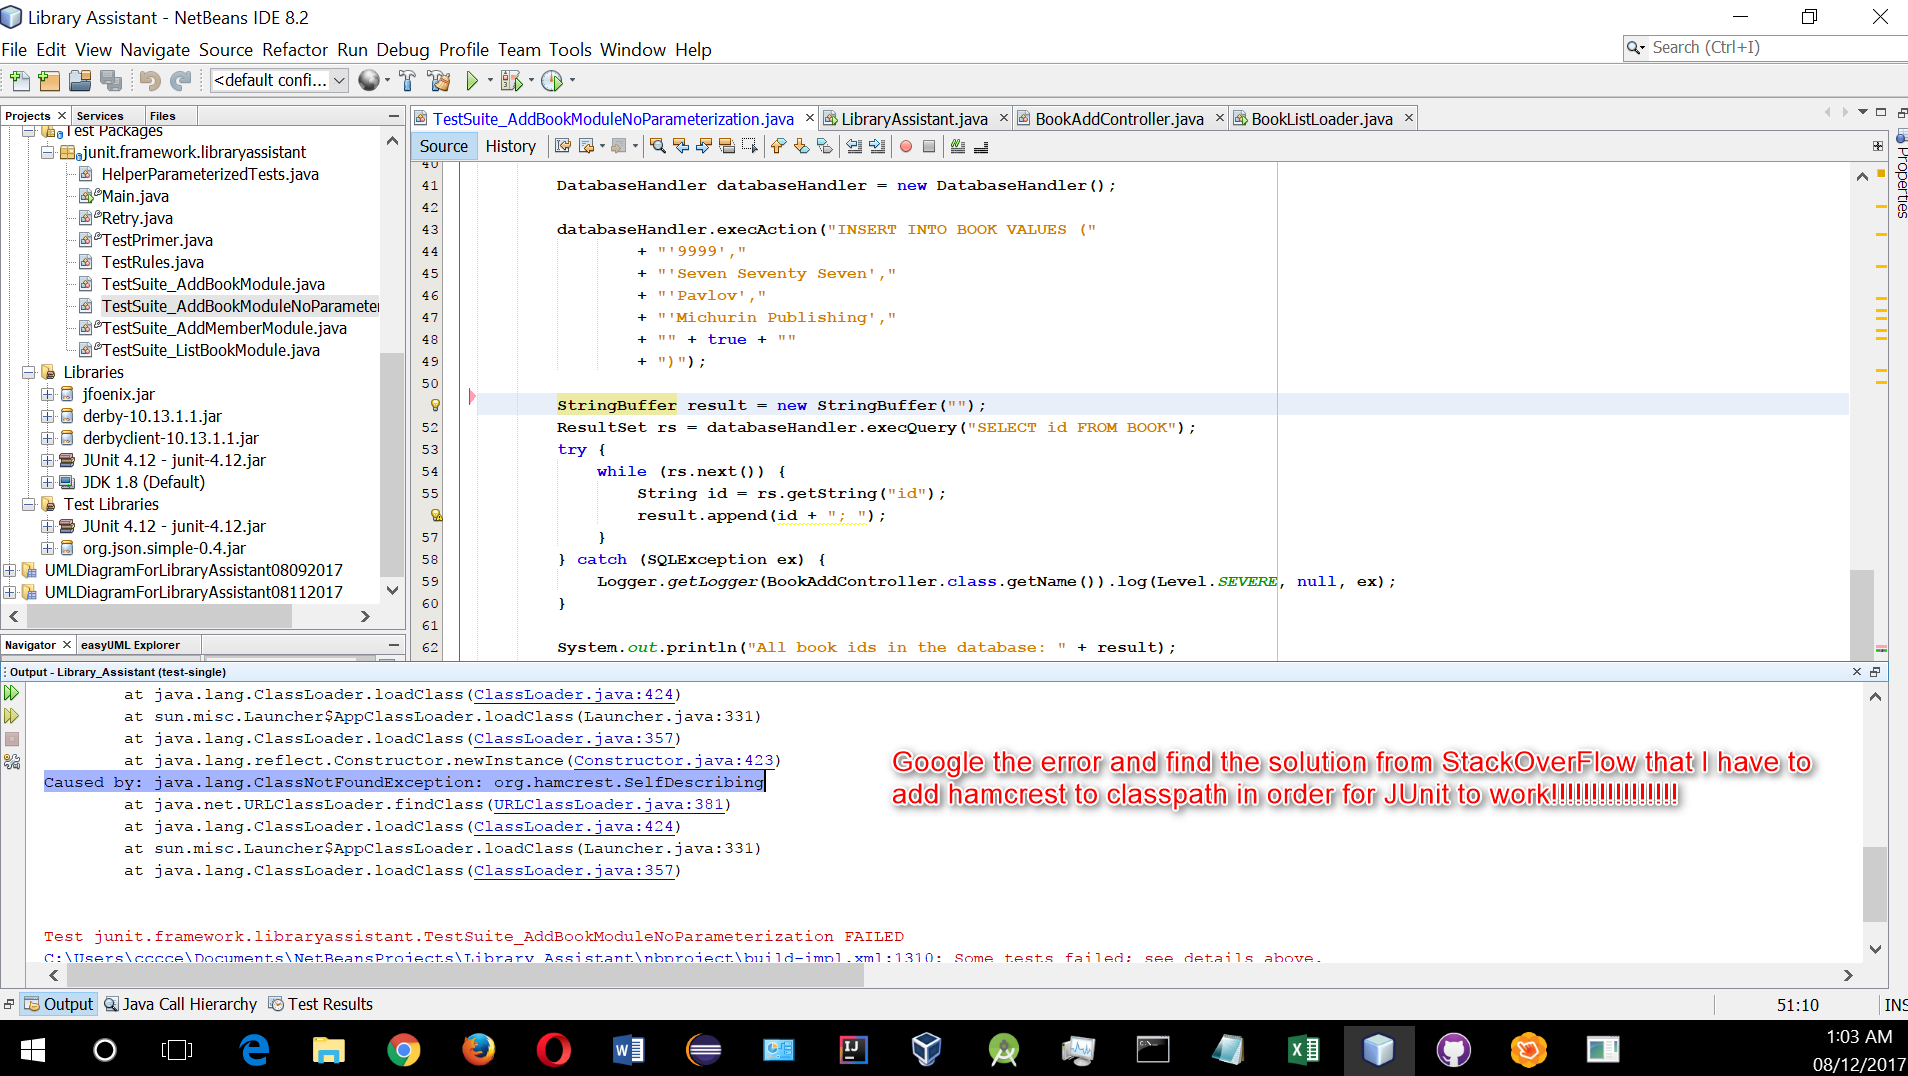 Library Assistant - NetBeans IDE 8.2
File Edit View Navigate Source Refactor Run Debug Profile Team Tools Window Help
Search (Ctrl+I)
<default confi...
Projects Services Files
Test Packages
junit.framework.libraryassistant
HelperParameterizedTests.java
Main.java
Retry.java
TestPrimer.java
TestRules.java
TestSuite_AddBookModule.java
TestSuite_AddBookModuleNoParameter
TestSuite_AddMemberModule.java
TestSuite_ListBookModule.java
Libraries
jfoenix.jar
derby-10.13.1.1.jar
derbyclient-10.13.1.1.jar
JUnit 4.12 - junit-4.12.jar
JDK 1.8 (Default)
Test Libraries
JUnit 4.12 - junit-4.12.jar
org.json.simple-0.4.jar
UMLDiagramForLibraryAssistant08092017
UMLDiagramForLibraryAssistant08112017
Navigator easyUML Explorer
TestSuite_AddBookModuleNoParameterization.java LibraryAssistant.java BookAddController.java BookListLoader.java
Source History
Properties
40
41 DatabaseHandler databaseHandler = new DatabaseHandler();
42
43 databaseHandler.execAction("INSERT INTO BOOK VALUES ("
44 + "'9999',"
45 + "'Seven Seventy Seven',"
46 + "'Pavlov',"
47 + "'Michurin Publishing',"
48 + "" + true + ""
49 + ")");
50
StringBuffer result = new StringBuffer("");
52 ResultSet rs = databaseHandler.execQuery("SELECT id FROM BOOK");
53 try {
54 while (rs.next()) {
55 String id = rs.getString("id");
result.append(id + "; ");
57 }
58 } catch (SQLException ex) {
59 Logger.getLogger(BookAddController.class.getName()).log(Level.SEVERE, null, ex);
60 }
61
62 System.out.println("All book ids in the database: " + result);
Output - Library_Assistant (test-single)
at java.lang.ClassLoader.loadClass(ClassLoader.java:424)
at sun.misc.Launcher$AppClassLoader.loadClass(Launcher.java:331)
at java.lang.ClassLoader.loadClass(ClassLoader.java:357)
at java.lang.reflect.Constructor.newInstance(Constructor.java:423)
Caused by: java.lang.ClassNotFoundException: org.hamcrest.SelfDescribing
at java.net.URLClassLoader.findClass(URLClassLoader.java:381)
at java.lang.ClassLoader.loadClass(ClassLoader.java:424)
at sun.misc.Launcher$AppClassLoader.loadClass(Launcher.java:331)
at java.lang.ClassLoader.loadClass(ClassLoader.java:357)
Google the error and find the solution from StackOverFlow that I have to
add hamcrest to classpath in order for JUnit to work!!!!!!!!!!!!!!!!
Test junit.framework.libraryassistant.TestSuite_AddBookModuleNoParameterization FAILED
C:\Users\cccce\Documents\NetBeansProjects\Library_Assistant\nbproject\build-impl.xml:1310: Some tests failed; see details above.
Output Java Call Hierarchy Test Results
51:10 INS
1:03 AM
08/12/2017